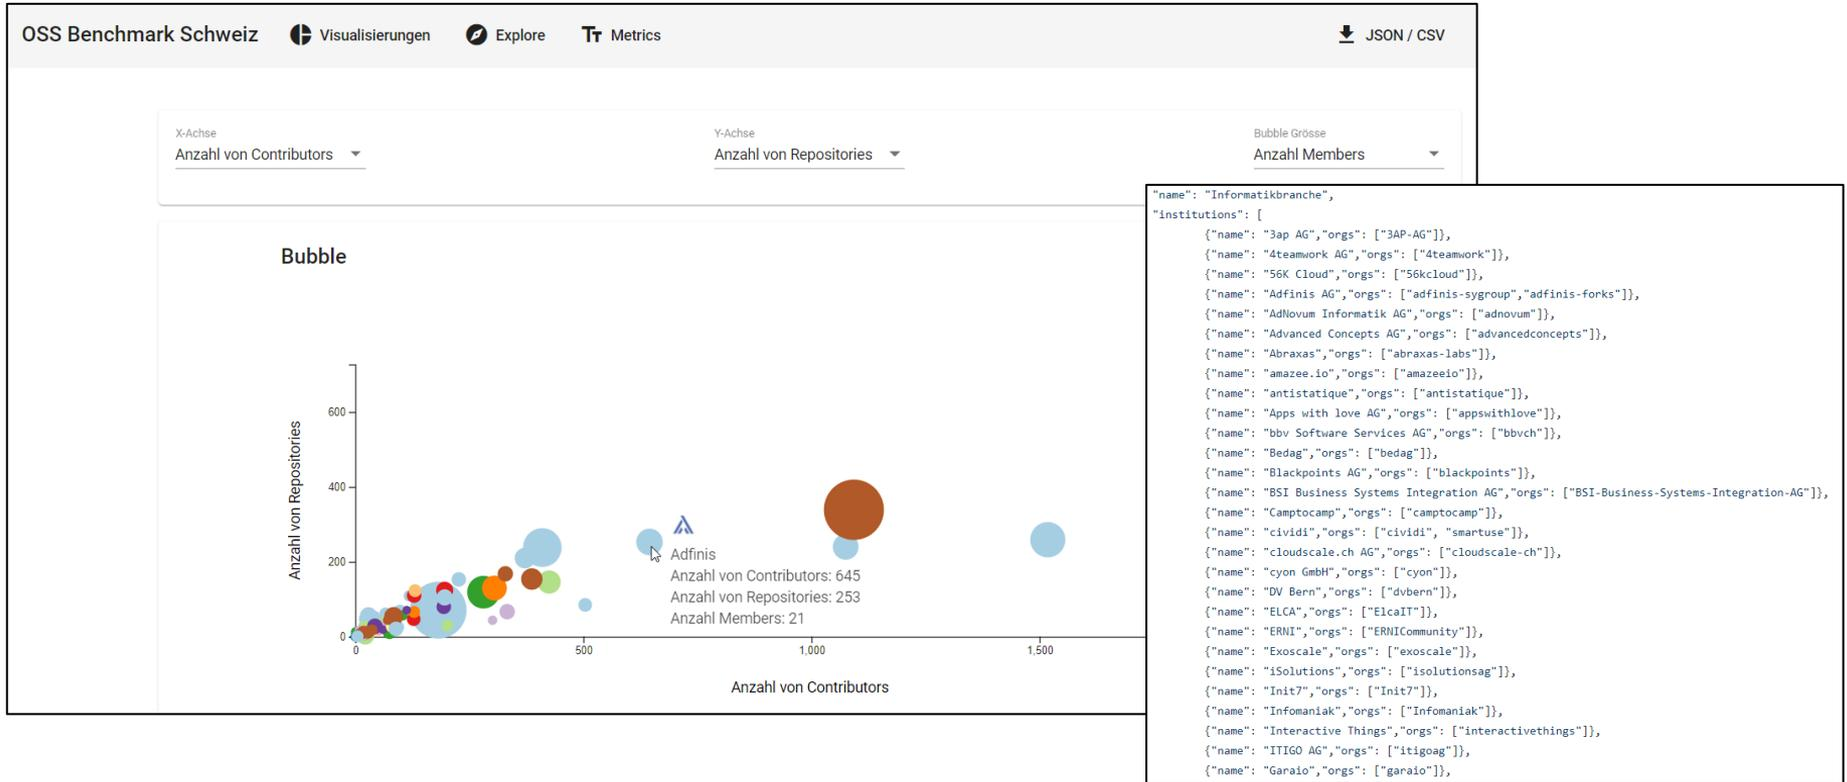 OSS Benchmark Schweiz
Visualisierungen
Explore
Metrics
JSON / CSV
X-Achse
Anzahl von Contributors
Y-Achse
Anzahl von Repositories
Bubble Grösse
Anzahl Members
Bubble
Anzahl von Repositories
600
400
200
0
Adfinis
Anzahl von Contributors: 645
Anzahl von Repositories: 253
Anzahl Members: 21
0
500
1,000
1,500
Anzahl von Contributors
"name": "Informatikbranche",
"institutions": [
{"name": "3ap AG","orgs": ["3AP-AG"]},
{"name": "4teamwork AG","orgs": ["4teamwork"]},
{"name": "56K Cloud","orgs": ["56kcloud"]},
{"name": "Adfinis AG","orgs": ["adfinis-sygroup","adfinis-forks"]},
{"name": "AdNovum Informatik AG","orgs": ["adnovum"]},
{"name": "Advanced Concepts AG","orgs": ["advancedconcepts"]},
{"name": "Abraxas","orgs": ["abraxas-labs"]},
{"name": "amazee.io","orgs": ["amazeeio"]},
{"name": "antistatique","orgs": ["antistatique"]},
{"name": "Apps with love AG","orgs": ["appswithlove"]},
{"name": "bbv Software Services AG","orgs": ["bbvch"]},
{"name": "Bedag","orgs": ["bedag"]},
{"name": "Blackpoints AG","orgs": ["blackpoints"]},
{"name": "BSI Business Systems Integration AG","orgs": ["BSI-Business-Systems-Integration-AG"]},
{"name": "Camptocamp","orgs": ["camptocamp"]},
{"name": "cividi","orgs": ["cividi", "smartuse"]},
{"name": "cloudscale.ch AG","orgs": ["cloudscale-ch"]},
{"name": "cyon GmbH","orgs": ["cyon"]},
{"name": "DV Bern","orgs": ["dvbern"]},
{"name": "ELCA","orgs": ["ElcaIT"]},
{"name": "ERNI","orgs": ["ERNICommunity"]},
{"name": "Exoscale","orgs": ["exoscale"]},
{"name": "iSolutions","orgs": ["isolutionsag"]},
{"name": "Init7","orgs": ["Init7"]},
{"name": "Infomaniak","orgs": ["Infomaniak"]},
{"name": "Interactive Things","orgs": ["interactivethings"]},
{"name": "ITIGO AG","orgs": ["itigoag"]},
{"name": "Garaio","orgs": ["garaio"]},